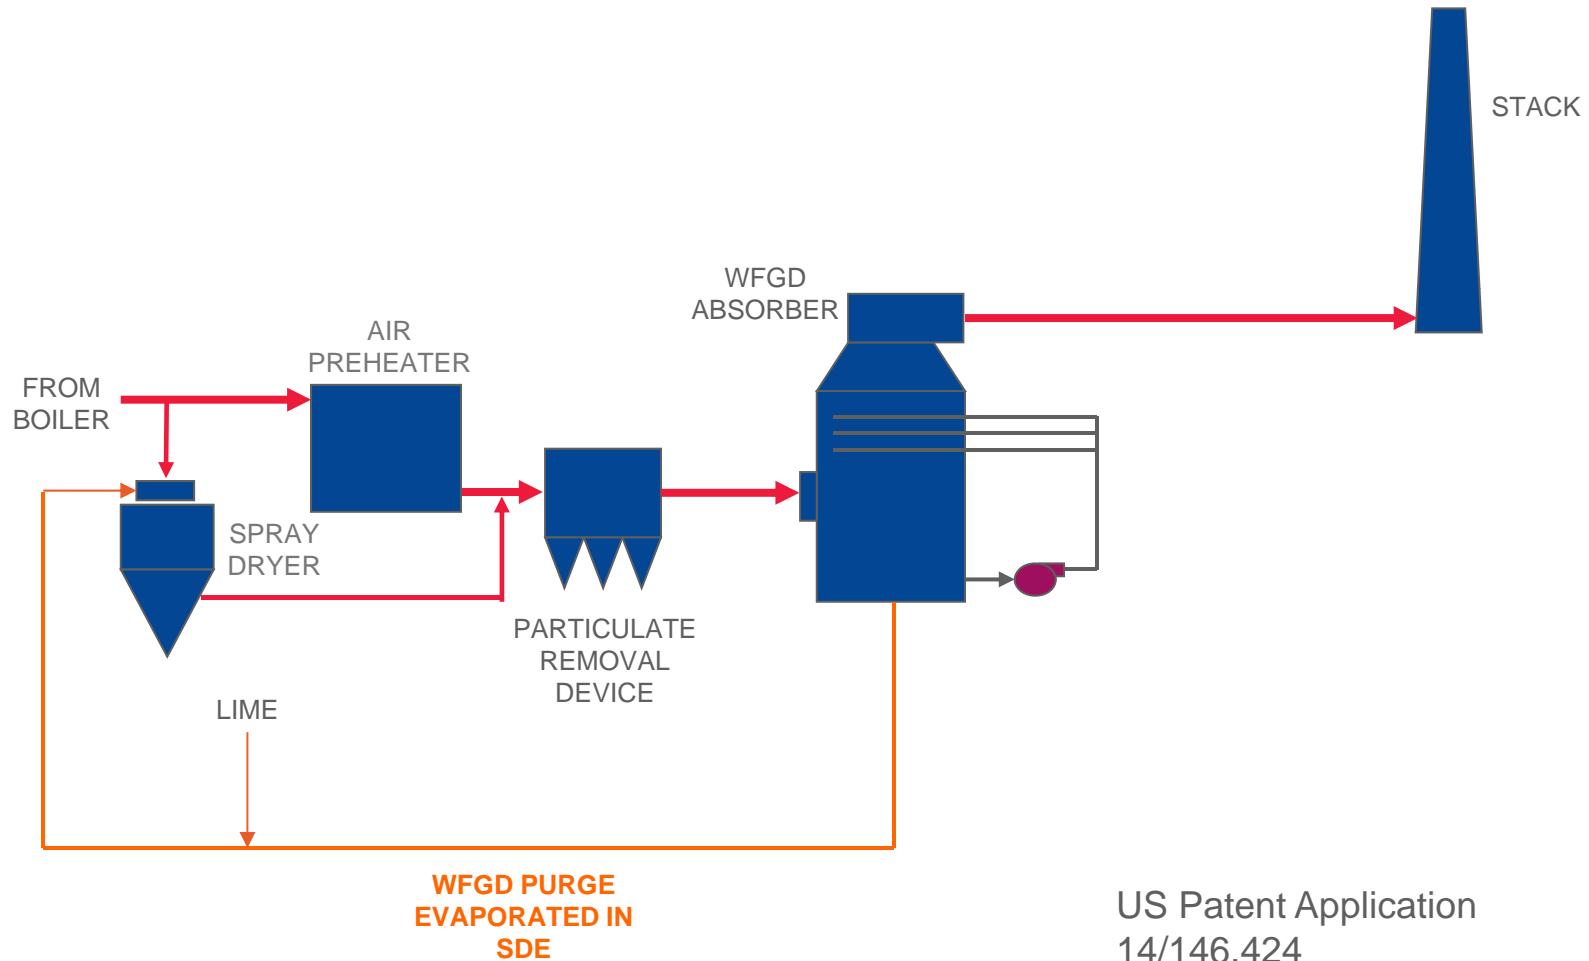 STACK
WFGD
ABSORBER
AIR
PREHEATER
FROM
BOILER
SPRAY
DRYER
PARTICULATE
REMOVAL
DEVICE
LIME
WFGD PURGE
EVAPORATED IN
SDE
US Patent Application
14/146,424